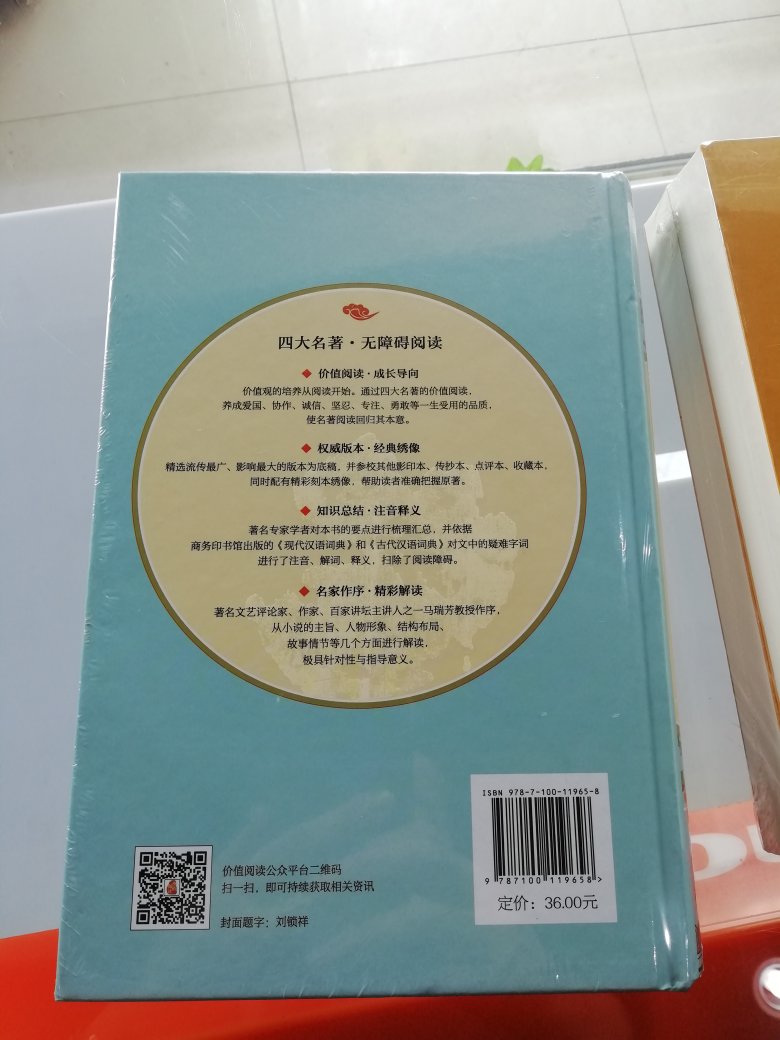 四大名著·无障碍阅读
◆ 价值阅读·成长导向
价值观的培养从阅读开始。通过四大名著的价值阅读,
养成爱国、协作、诚信、坚忍、专注、勇敢等一生受用的品质,
使名著阅读回归其本意。
◆ 权威版本·经典绣像
精选流传最广、影响最大的版本为底稿,并参校其他影印本、传抄本、点评本、收藏本,
同时配有精彩刻本绣像,帮助读者准确把握原著。
◆ 知识总结·注音释义
著名专家学者对本书的要点进行梳理汇总,并依据
商务印书馆出版的《现代汉语词典》和《古代汉语词典》对文中的疑难字词
进行了注音、解词、释义,扫除了阅读障碍。
◆ 名家作序·精彩解读
著名文艺评论家、作家、百家讲坛主讲人之一马瑞芳教授作序,
从小说的主旨、人物形象、结构布局、
故事情节等几个方面进行解读,
极具针对性与指导意义。
ISBN 978-7-100-11965-8
9 787100 119658 >
定价:36.00元
价值阅读公众平台二维码
扫一扫,即可持续获取相关资讯
封面题字:刘锁祥